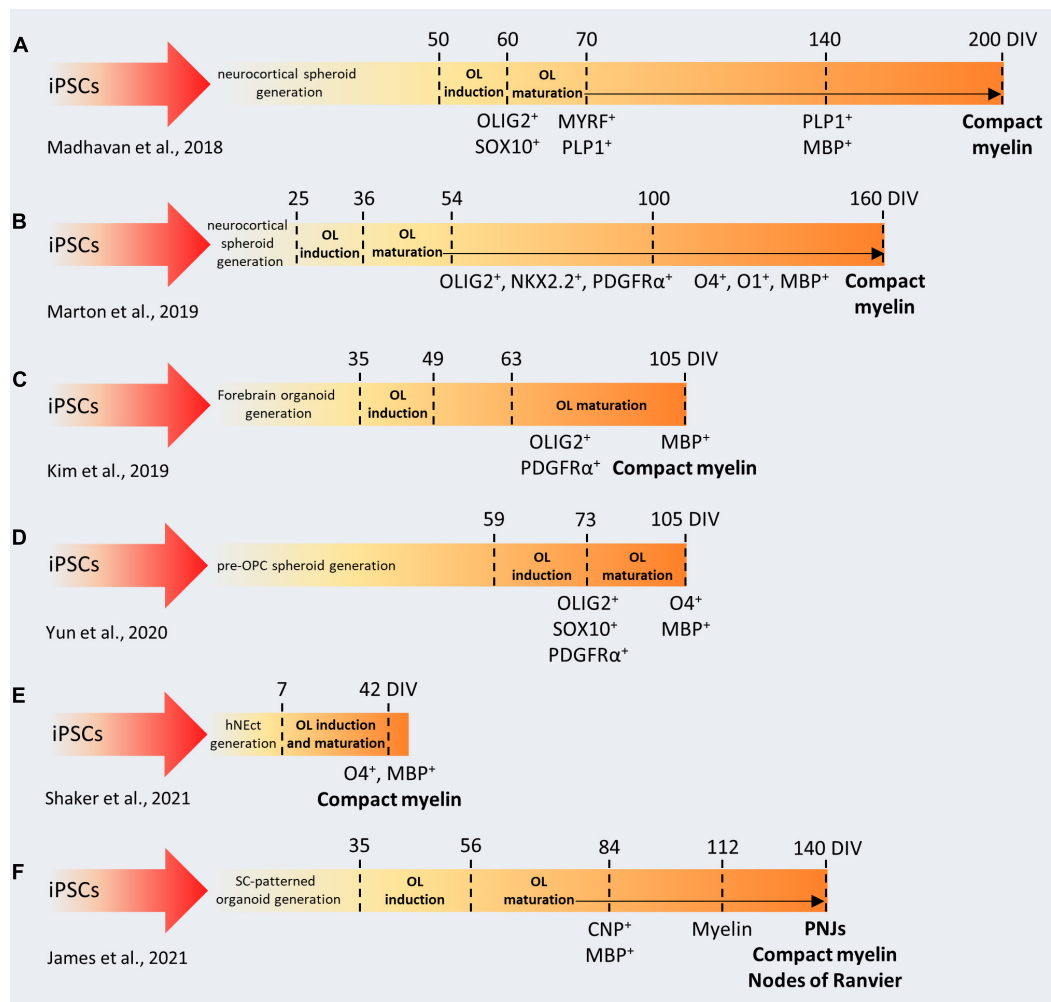 A
50 60 70 140 200 DIV
iPSCs
neurocortical spheroid
generation
OL
induction
OL
maturation
OLIG2⁺
SOX10⁺
MYRF⁺
PLP1⁺
PLP1⁺
MBP⁺
Compact
myelin
Madhavan et al., 2018
B
25 36 54 100 160 DIV
iPSCs
neurocortical
spheroid
generation
OL
induction
OL
maturation
OLIG2⁺, NKX2.2⁺, PDGFRα⁺
O4⁺, O1⁺, MBP⁺
Compact
myelin
Marton et al., 2019
C
35 49 63 105 DIV
iPSCs
Forebrain organoid
generation
OL
induction
OL maturation
OLIG2⁺
PDGFRα⁺
MBP⁺
Compact myelin
Kim et al., 2019
D
59 73 105 DIV
iPSCs
pre-OPC spheroid generation
OL
induction
OL
maturation
OLIG2⁺
SOX10⁺
PDGFRα⁺
O4⁺
MBP⁺
Yun et al., 2020
E
7 42 DIV
iPSCs
hNEct
generation
OL induction
and maturation
O4⁺, MBP⁺
Compact myelin
Shaker et al., 2021
F
35 56 84 112 140 DIV
iPSCs
SC-patterned
organoid generation
OL
induction
OL
maturation
CNP⁺
MBP⁺
Myelin
PNJs
Compact myelin
Nodes of Ranvier
James et al., 2021